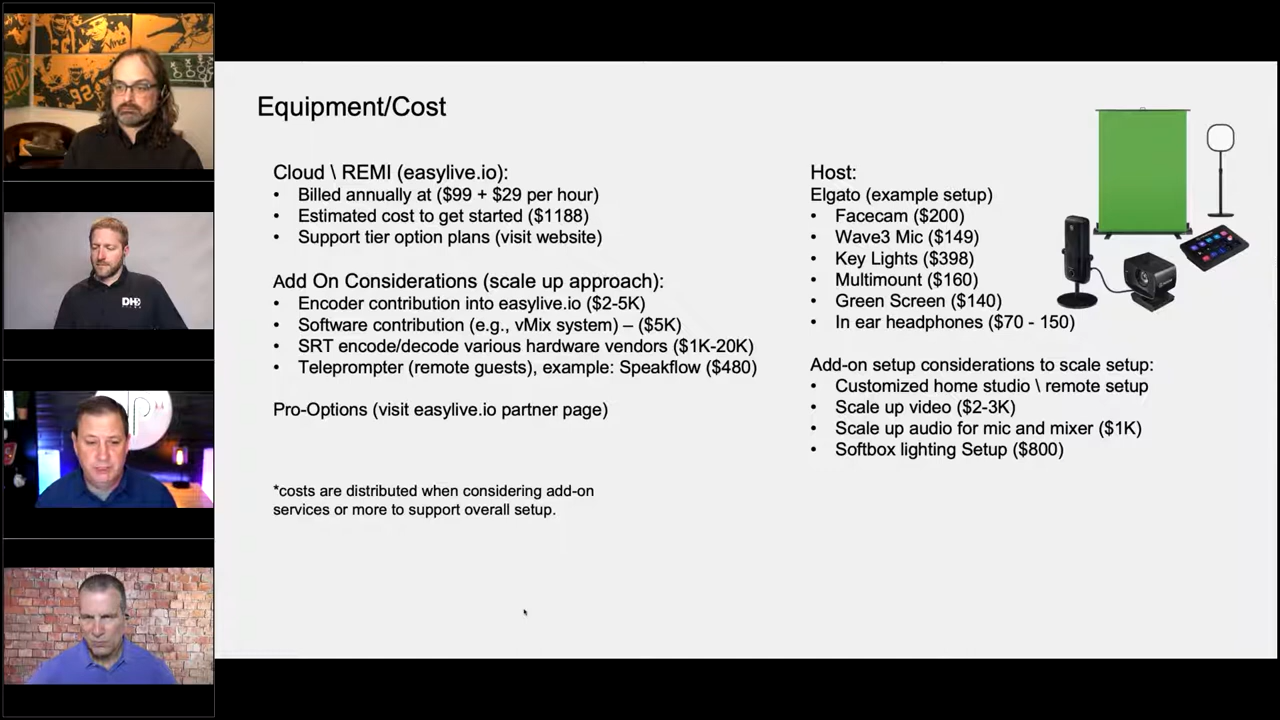 Equipment/Cost
Cloud \ REMI (easylive.io):
• Billed annually at ($99 + $29 per hour)
• Estimated cost to get started ($1188)
• Support tier option plans (visit website)
Add On Considerations (scale up approach):
• Encoder contribution into easylive.io ($2-5K)
• Software contribution (e.g., vMix system) – ($5K)
• SRT encode/decode various hardware vendors ($1K-20K)
• Teleprompter (remote guests), example: Speakflow ($480)
Pro-Options (visit easylive.io partner page)
*costs are distributed when considering add-on
services or more to support overall setup.
Host:
Elgato (example setup)
• Facecam ($200)
• Wave3 Mic ($149)
• Key Lights ($398)
• Multimount ($160)
• Green Screen ($140)
• In ear headphones ($70 - 150)
Add-on setup considerations to scale setup:
• Customized home studio \ remote setup
• Scale up video ($2-3K)
• Scale up audio for mic and mixer ($1K)
• Softbox lighting Setup ($800)
Vince